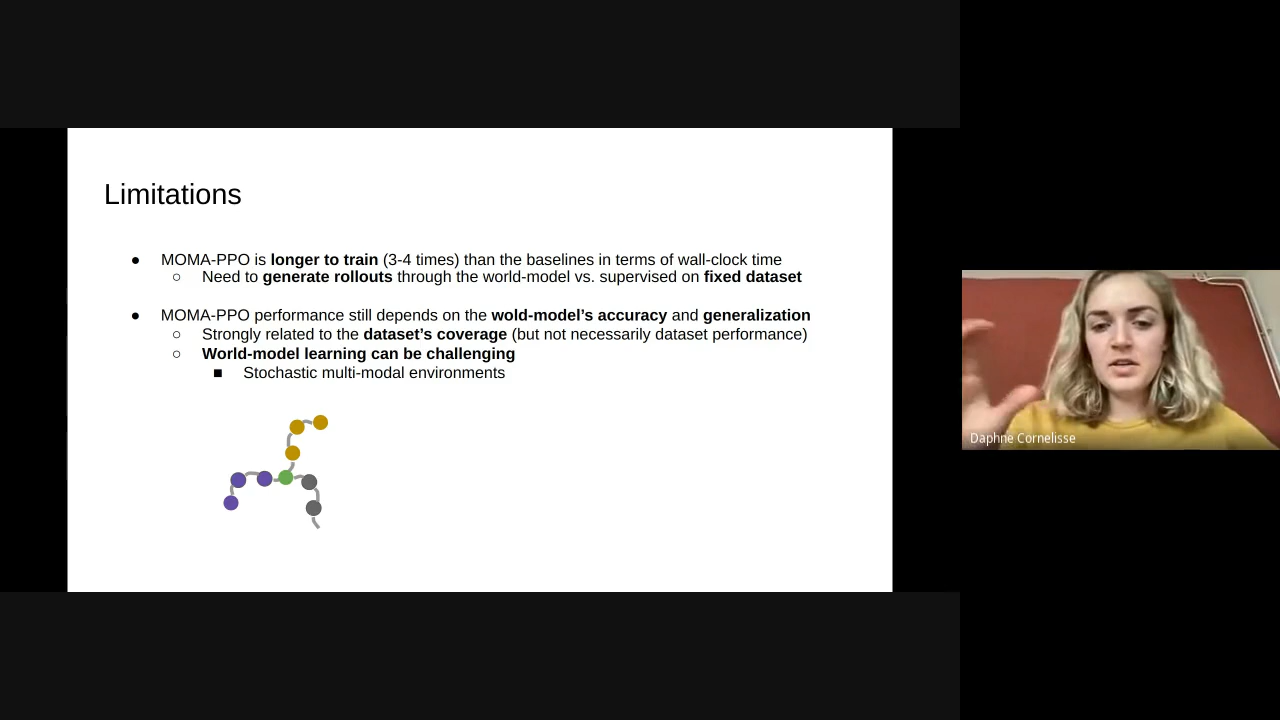 Limitations
● MOMA-PPO is longer to train (3-4 times) than the baselines in terms of wall-clock time
○ Need to generate rollouts through the world-model vs. supervised on fixed dataset
● MOMA-PPO performance still depends on the wold-model's accuracy and generalization
○ Strongly related to the dataset's coverage (but not necessarily dataset performance)
○ World-model learning can be challenging
■ Stochastic multi-modal environments
Daphne Cornelisse